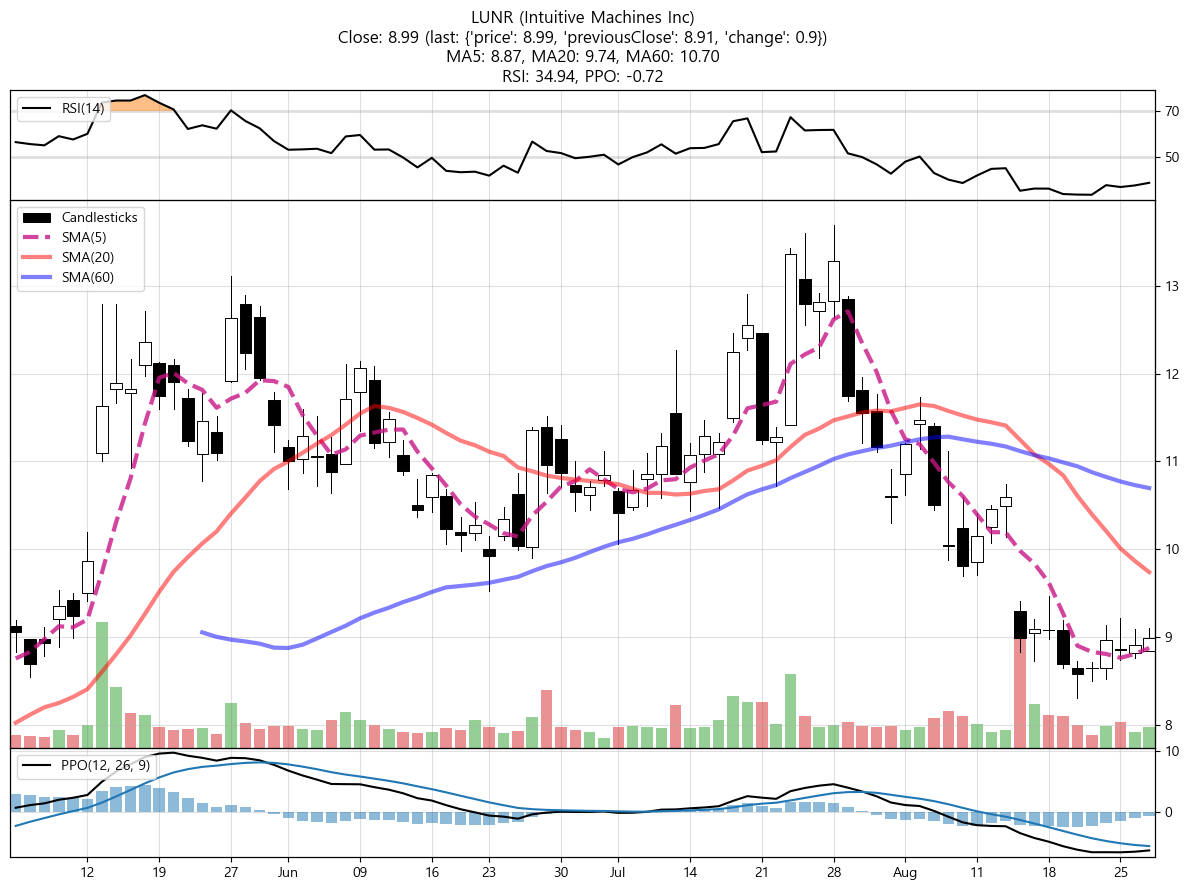 LUNR (Intuitive Machines Inc)
Close: 8.99 (last: {'price': 8.99, 'previousClose': 8.91, 'change': 0.9})
MA5: 8.87, MA20: 9.74, MA60: 10.70
RSI: 34.94, PPO: -0.72
RSI(14)
70
50
Candlesticks
SMA(5)
SMA(20)
SMA(60)
13
12
11
10
9
8
PPO(12, 26, 9)
10
0
12 19 27 Jun 09 16 23 30 Jul 14 21 28 Aug 11 18 25